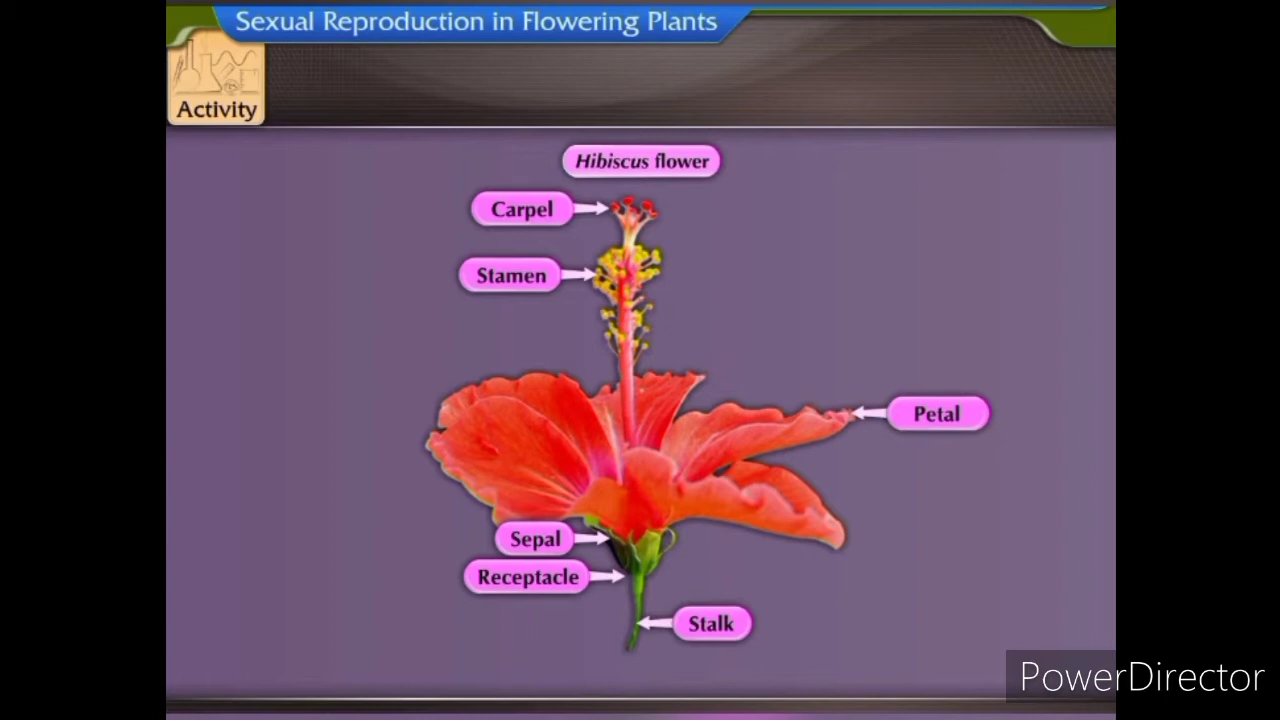 Sexual Reproduction in Flowering Plants
Activity
Hibiscus flower
Carpel
Stamen
Petal
Sepal
Receptacle
Stalk
PowerDirector